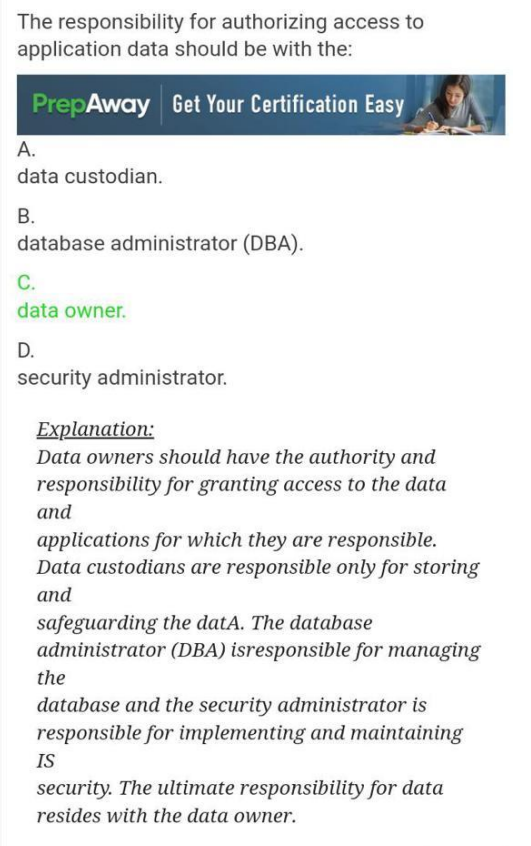 The responsibility for authorizing access to
application data should be with the:
PrepAway | Get Your Certification Easy
A.
data custodian.
B.
database administrator (DBA).
C.
data owner.
D.
security administrator.
Explanation:
Data owners should have the authority and
responsibility for granting access to the data
and
applications for which they are responsible.
Data custodians are responsible only for storing
and
safeguarding the datA. The database
administrator (DBA) isresponsible for managing
the
database and the security administrator is
responsible for implementing and maintaining
IS
security. The ultimate responsibility for data
resides with the data owner.